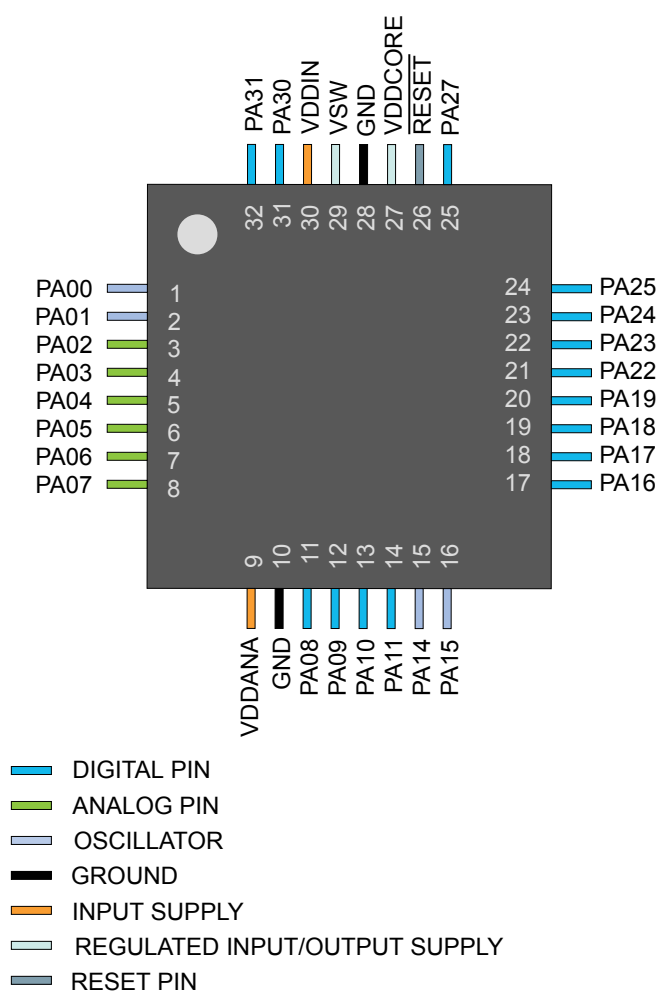 PA31
PA30
VDDIN
VSW
GND
VDDCORE
RESET
PA27
32
31
30
29
28
27
26
25
PA00
1
PA01
2
PA02
3
PA03
4
PA04
5
PA05
6
PA06
7
PA07
8
24
PA25
23
PA24
22
PA23
21
PA22
20
PA19
19
PA18
18
PA17
17
PA16
9
10
11
12
13
14
15
16
VDDANA
GND
PA08
PA09
PA10
PA11
PA14
PA15
DIGITAL PIN
ANALOG PIN
OSCILLATOR
GROUND
INPUT SUPPLY
REGULATED INPUT/OUTPUT SUPPLY
RESET PIN